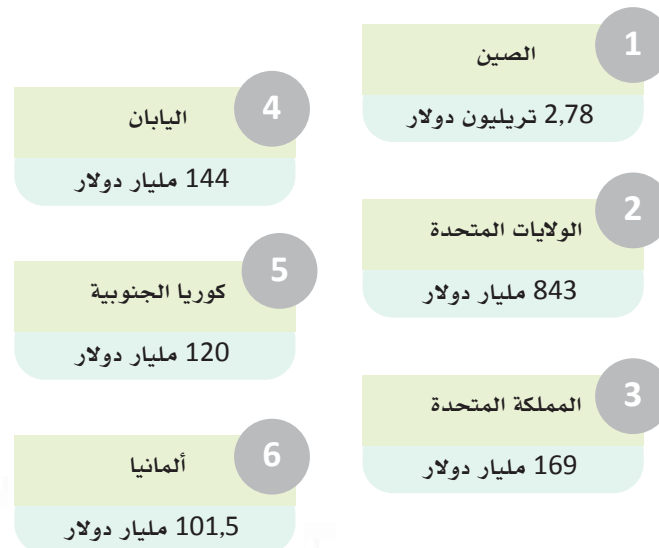 1
الصين
2,78 تريليون دولار
2
الولايات المتحدة
843 مليار دولار
3
المملكة المتحدة
169 مليار دولار
4
اليابان
144 مليار دولار
5
كوريا الجنوبية
120 مليار دولار
6
ألمانيا
101,5 مليار دولار